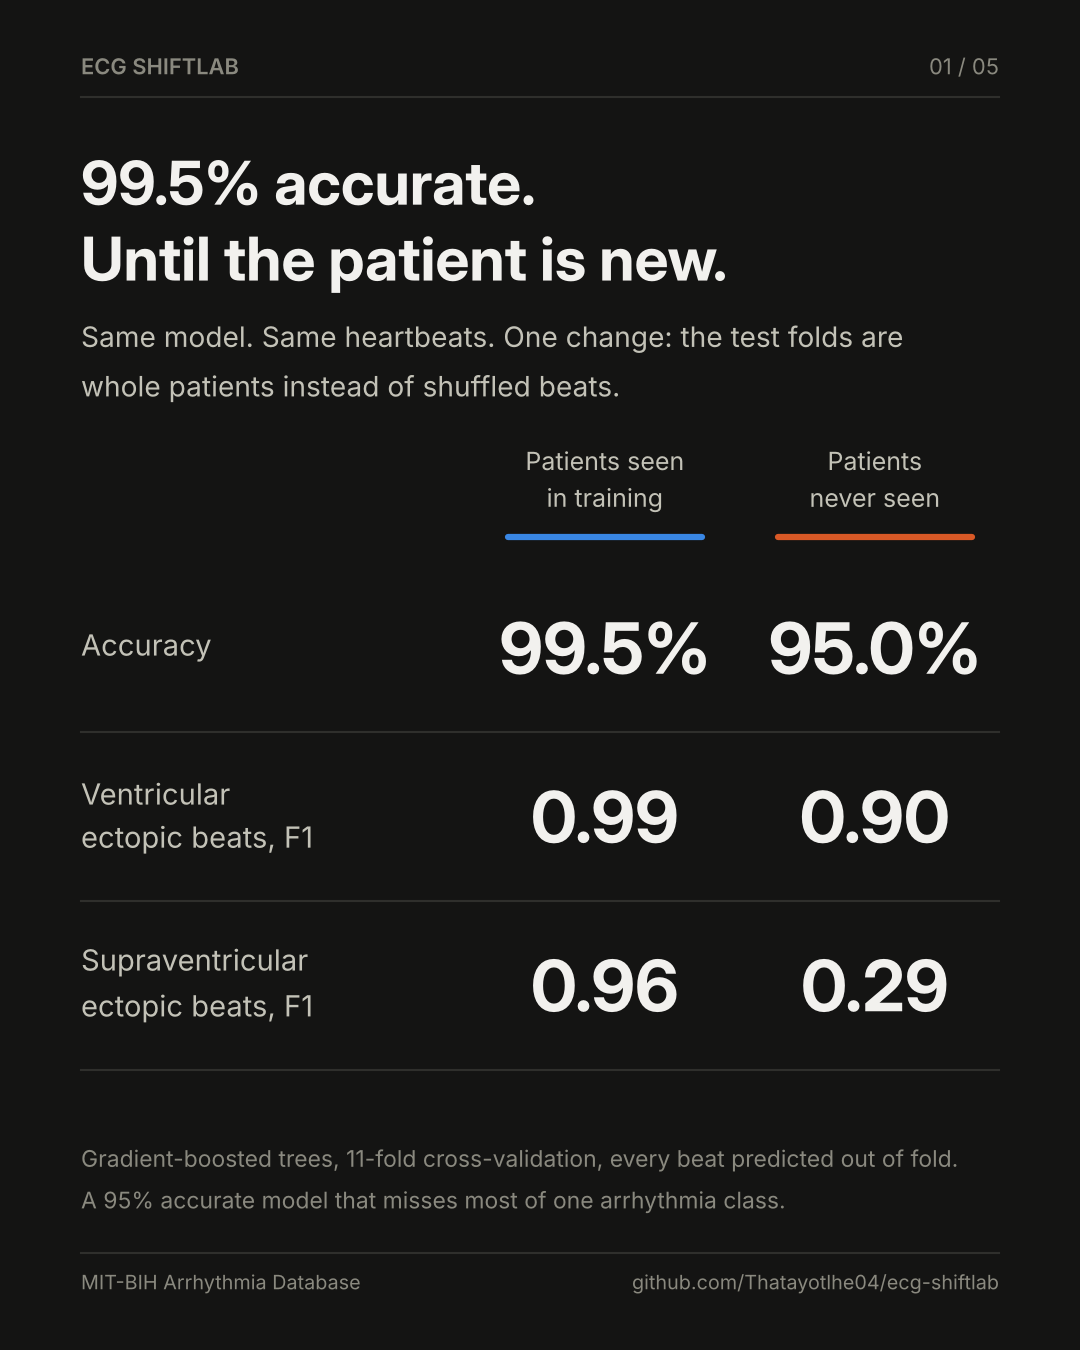 ECG SHIFTLAB
01 / 05
99.5% accurate.
Until the patient is new.
Same model. Same heartbeats. One change: the test folds are
whole patients instead of shuffled beats.
Patients seen
in training
Patients
never seen
Accuracy
99.5%
95.0%
Ventricular
ectopic beats, F1
0.99
0.90
Supraventricular
ectopic beats, F1
0.96
0.29
Gradient-boosted trees, 11-fold cross-validation, every beat predicted out of fold.
A 95% accurate model that misses most of one arrhythmia class.
MIT-BIH Arrhythmia Database
github.com/Thatayotlhe04/ecg-shiftlab